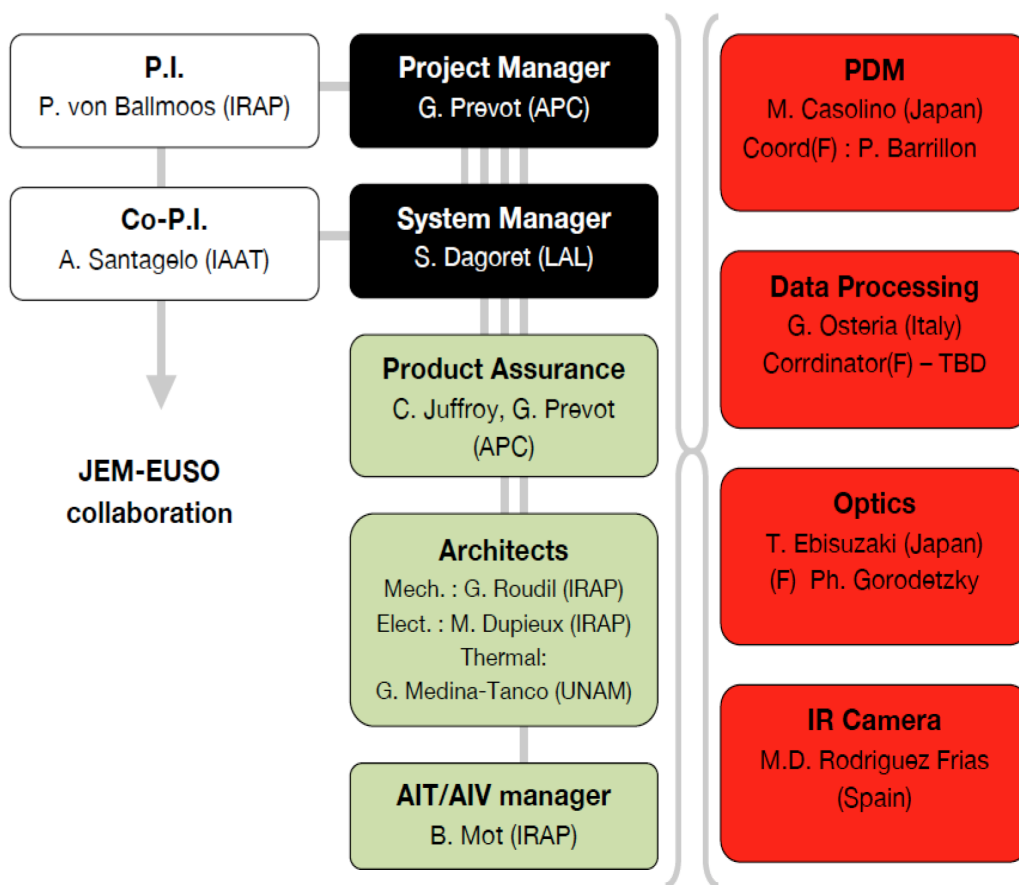 P.I.
P. von Ballmoos (IRAP)
Co-P.I.
A. Santagelo (IAAT)
JEM-EUSO
collaboration
Project Manager
G. Prevot (APC)
System Manager
S. Dagoret (LAL)
Product Assurance
C. Juffroy, G. Prevot
(APC)
Architects
Mech. : G. Roudil (IRAP)
Elect. : M. Dupieux (IRAP)
Thermal:
G. Medina-Tanco (UNAM)
AIT/AIV manager
B. Mot (IRAP)
PDM
M. Casolino (Japan)
Coord(F) : P. Barrillon
Data Processing
G. Osteria (Italy)
Corrdinator(F) – TBD
Optics
T. Ebisuzaki (Japan)
(F) Ph. Gorodetzky
IR Camera
M.D. Rodriguez Frias
(Spain)